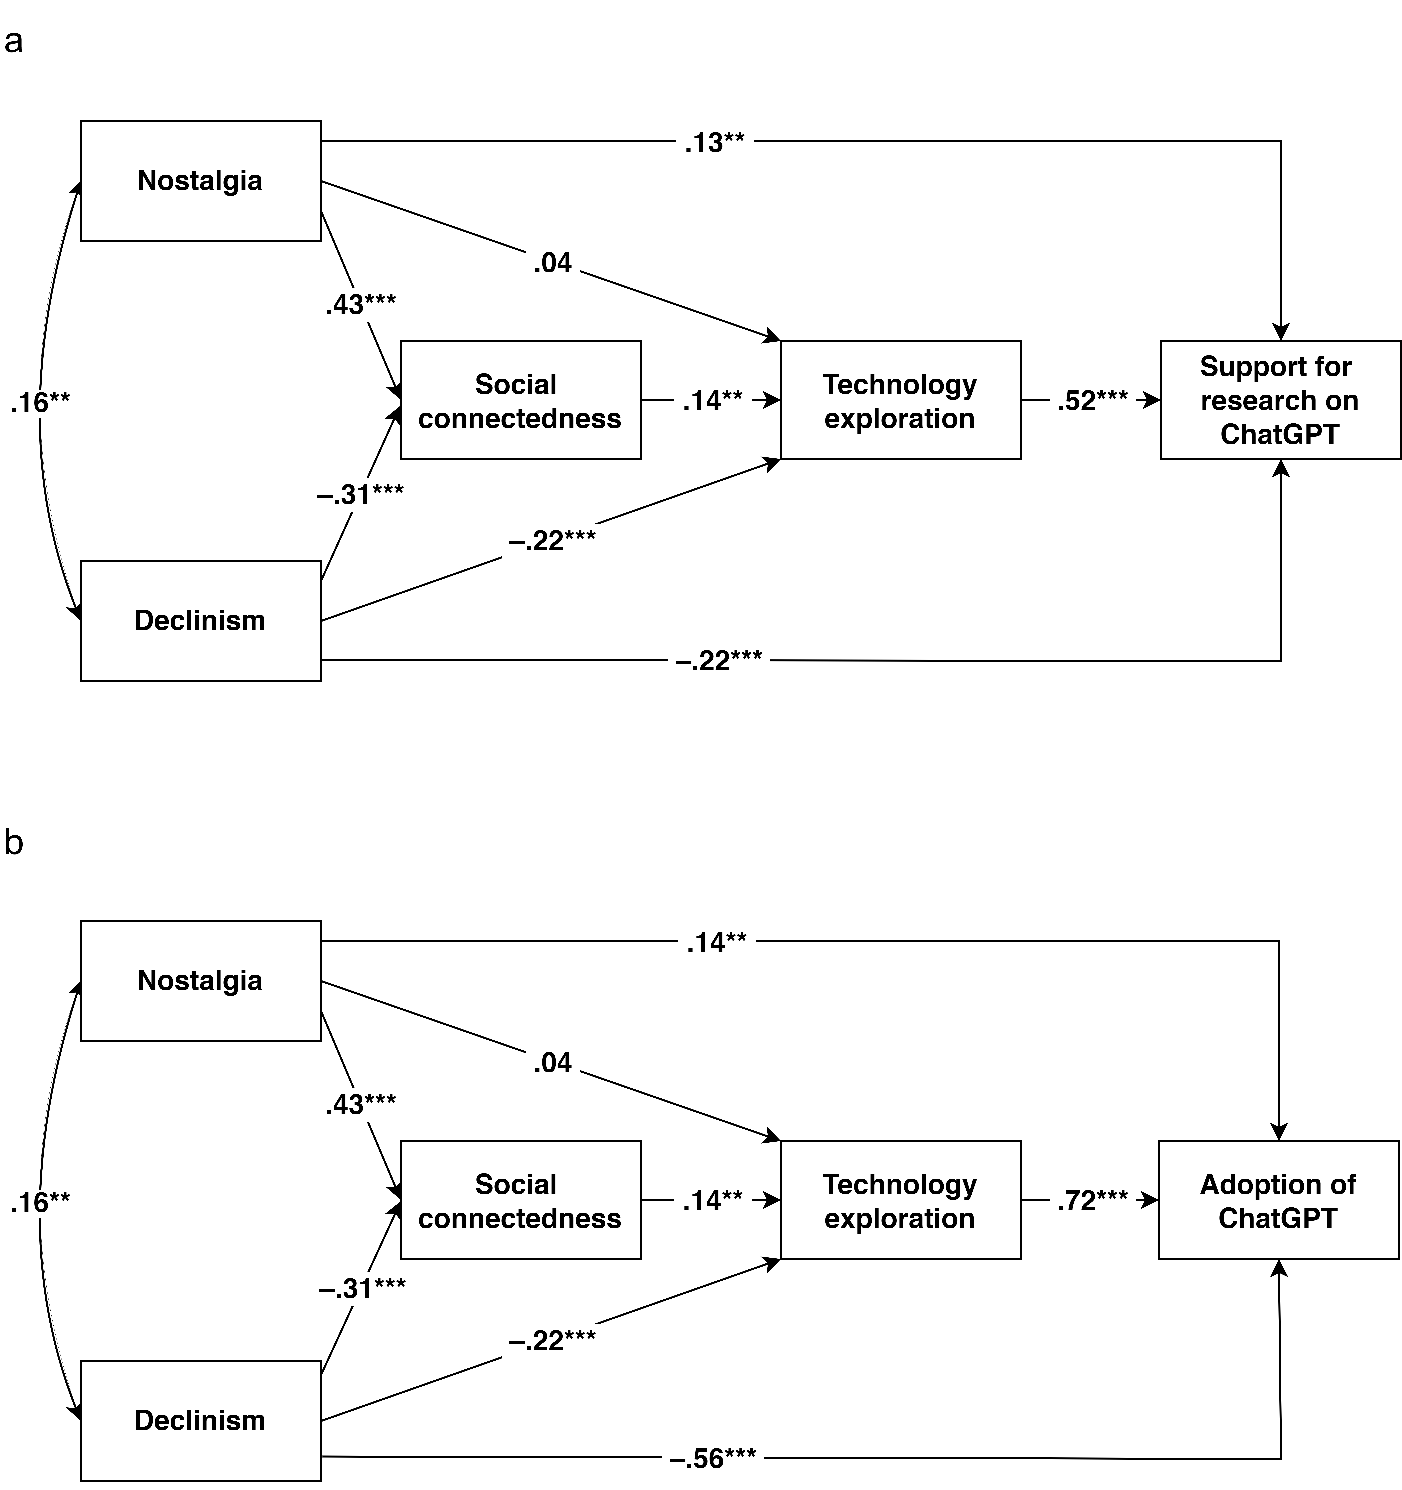 a
.13**
Nostalgia
.04
.43***
Social
connectedness
.14**
Technology
exploration
.52***
Support for
research on
ChatGPT
.16**
–.31***
–.22***
Declinism
–.22***
b
.14**
Nostalgia
.04
.43***
Social
connectedness
.14**
Technology
exploration
.72***
Adoption of
ChatGPT
.16**
–.31***
–.22***
Declinism
–.56***